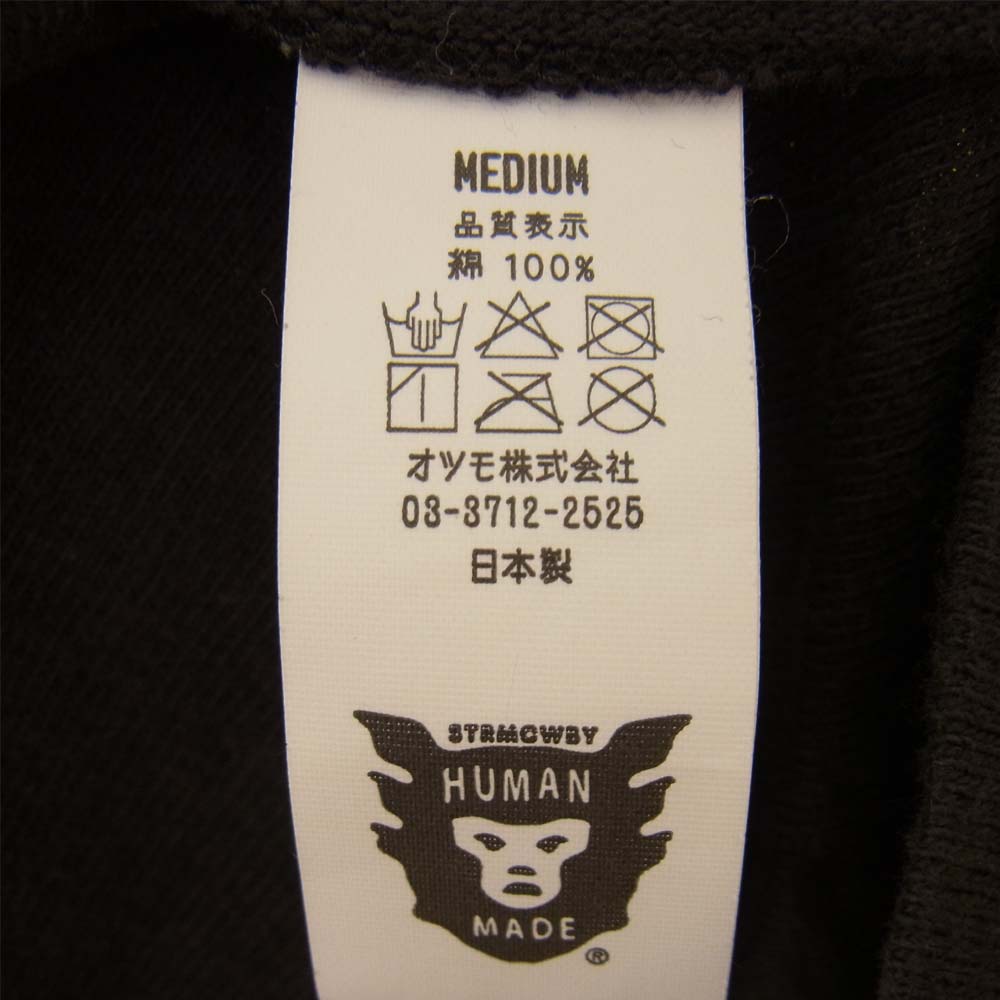 MEDIUM
品質表示
綿 100%
オツモ株式会社
03-3712-2525
日本製
STRMCWBY
HUMAN
MADE
®